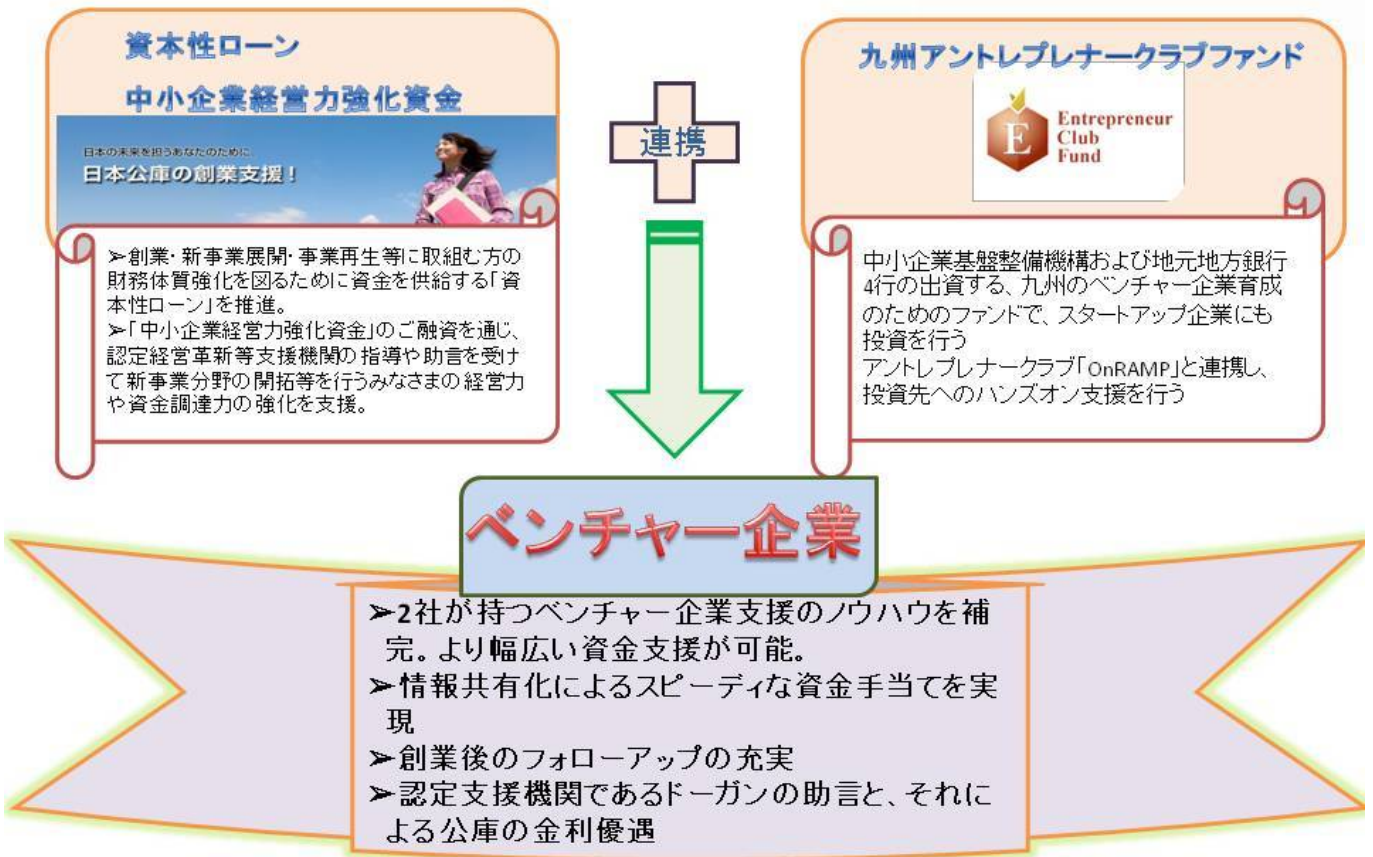 資本性ローン
中小企業経営力強化資金
日本の未来を担うあなたのために、
日本公庫の創業支援！
➢創業・新事業展開・事業再生等に取組む方の
財務体質強化を図るために資金を供給する「資
本性ローン」を推進。
➢「中小企業経営力強化資金」のご融資を通じ、
認定経営革新等支援機関の指導や助言を受け
て新事業分野の開拓等を行うみなさまの経営力
や資金調達力の強化を支援。
連携
九州アントレプレナークラブファンド
E
Entrepreneur
Club
Fund
中小企業基盤整備機構および地元地方銀行
4行の出資する、九州のベンチャー企業育成
のためのファンドで、スタートアップ企業にも
投資を行う
アントレプレナークラブ「OnRAMP」と連携し、
投資先へのハンズオン支援を行う
ベンチャー企業
➢2社が持つベンチャー企業支援のノウハウを補
完。より幅広い資金支援が可能。
➢情報共有化によるスピーディな資金手当てを実
現
➢創業後のフォローアップの充実
➢認定支援機関であるドーガンの助言と、それに
よる公庫の金利優遇